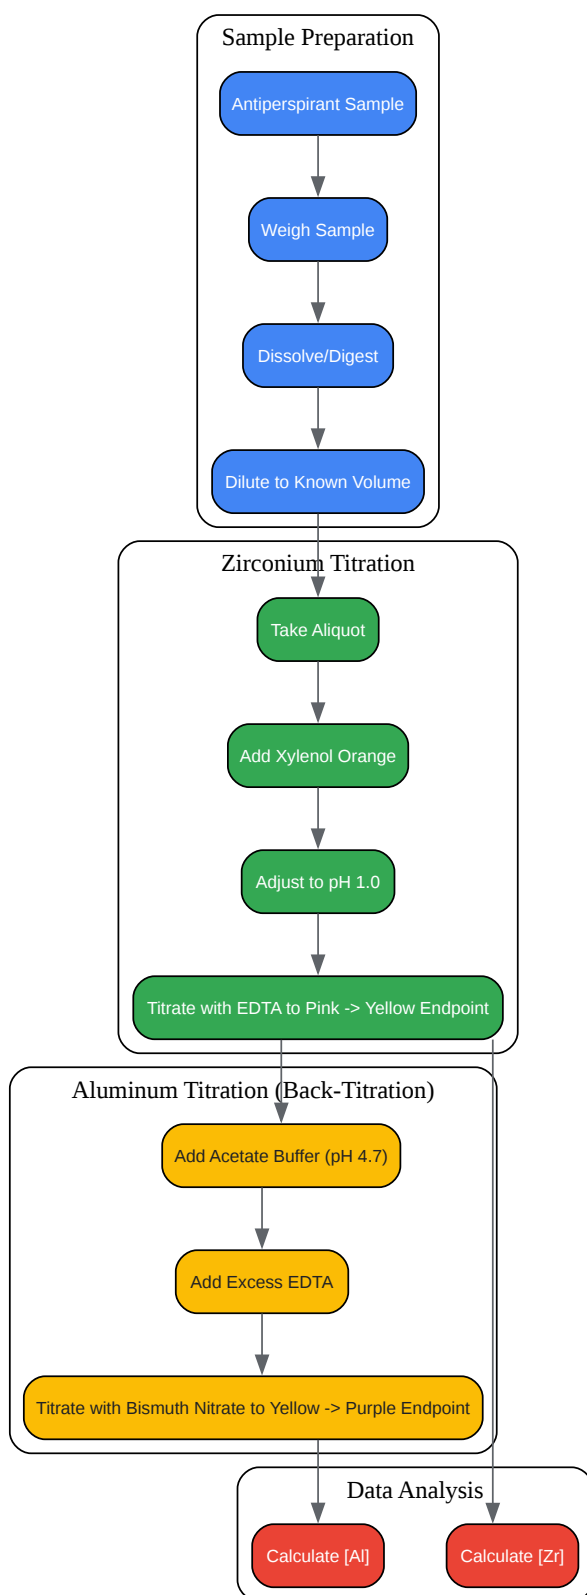 Sample Preparation
Antiperspirant Sample
Weigh Sample
Dissolve/Digest
Dilute to Known Volume
Zirconium Titration
Take Aliquot
Add Xylenol Orange
Adjust to pH 1.0
Titrate with EDTA to Pink -> Yellow Endpoint
Aluminum Titration (Back-Titration)
Add Acetate Buffer (pH 4.7)
Add Excess EDTA
Titrate with Bismuth Nitrate to Yellow -> Purple Endpoint
Data Analysis
Calculate [Al]
Calculate [Zr]